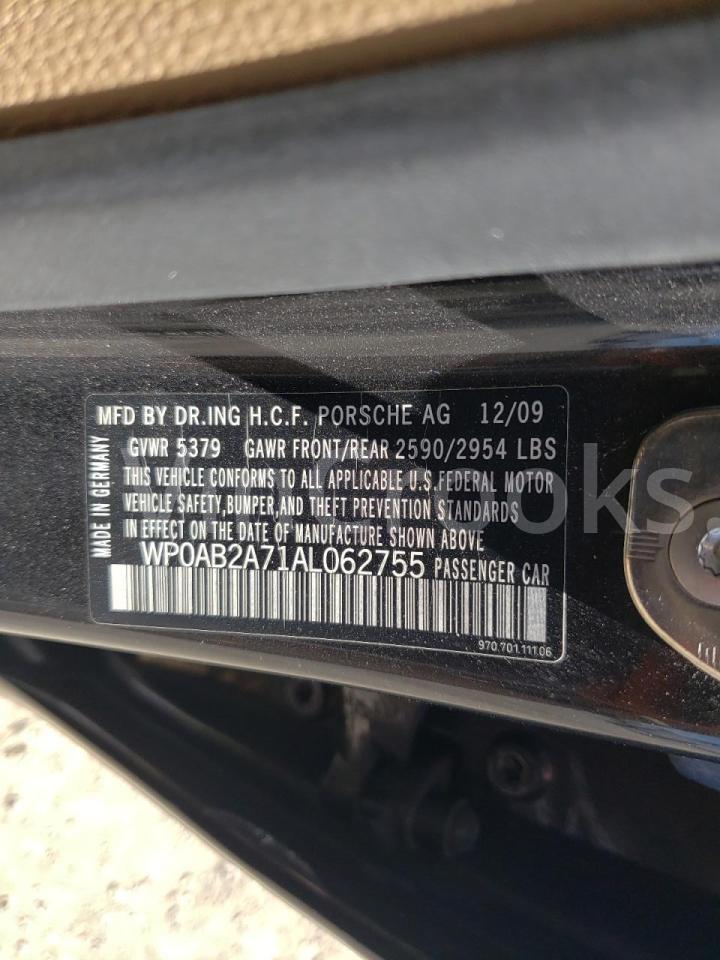 MFD BY DR.ING H.C.F. PORSCHE AG 12/09
GVWR 5379 GAWR FRONT/REAR 2590/2954 LBS
THIS VEHICLE CONFORMS TO ALL APPLICABLE U.S. FEDERAL MOTOR
VEHICLE SAFETY,BUMPER,AND THEFT PREVENTION STANDARDS
IN EFFECT ON THE DATE OF MANUFACTURE SHOWN ABOVE
WP0AB2A71AL062755 PASSENGER CAR
970.701.111.06
MADE IN GERMANY